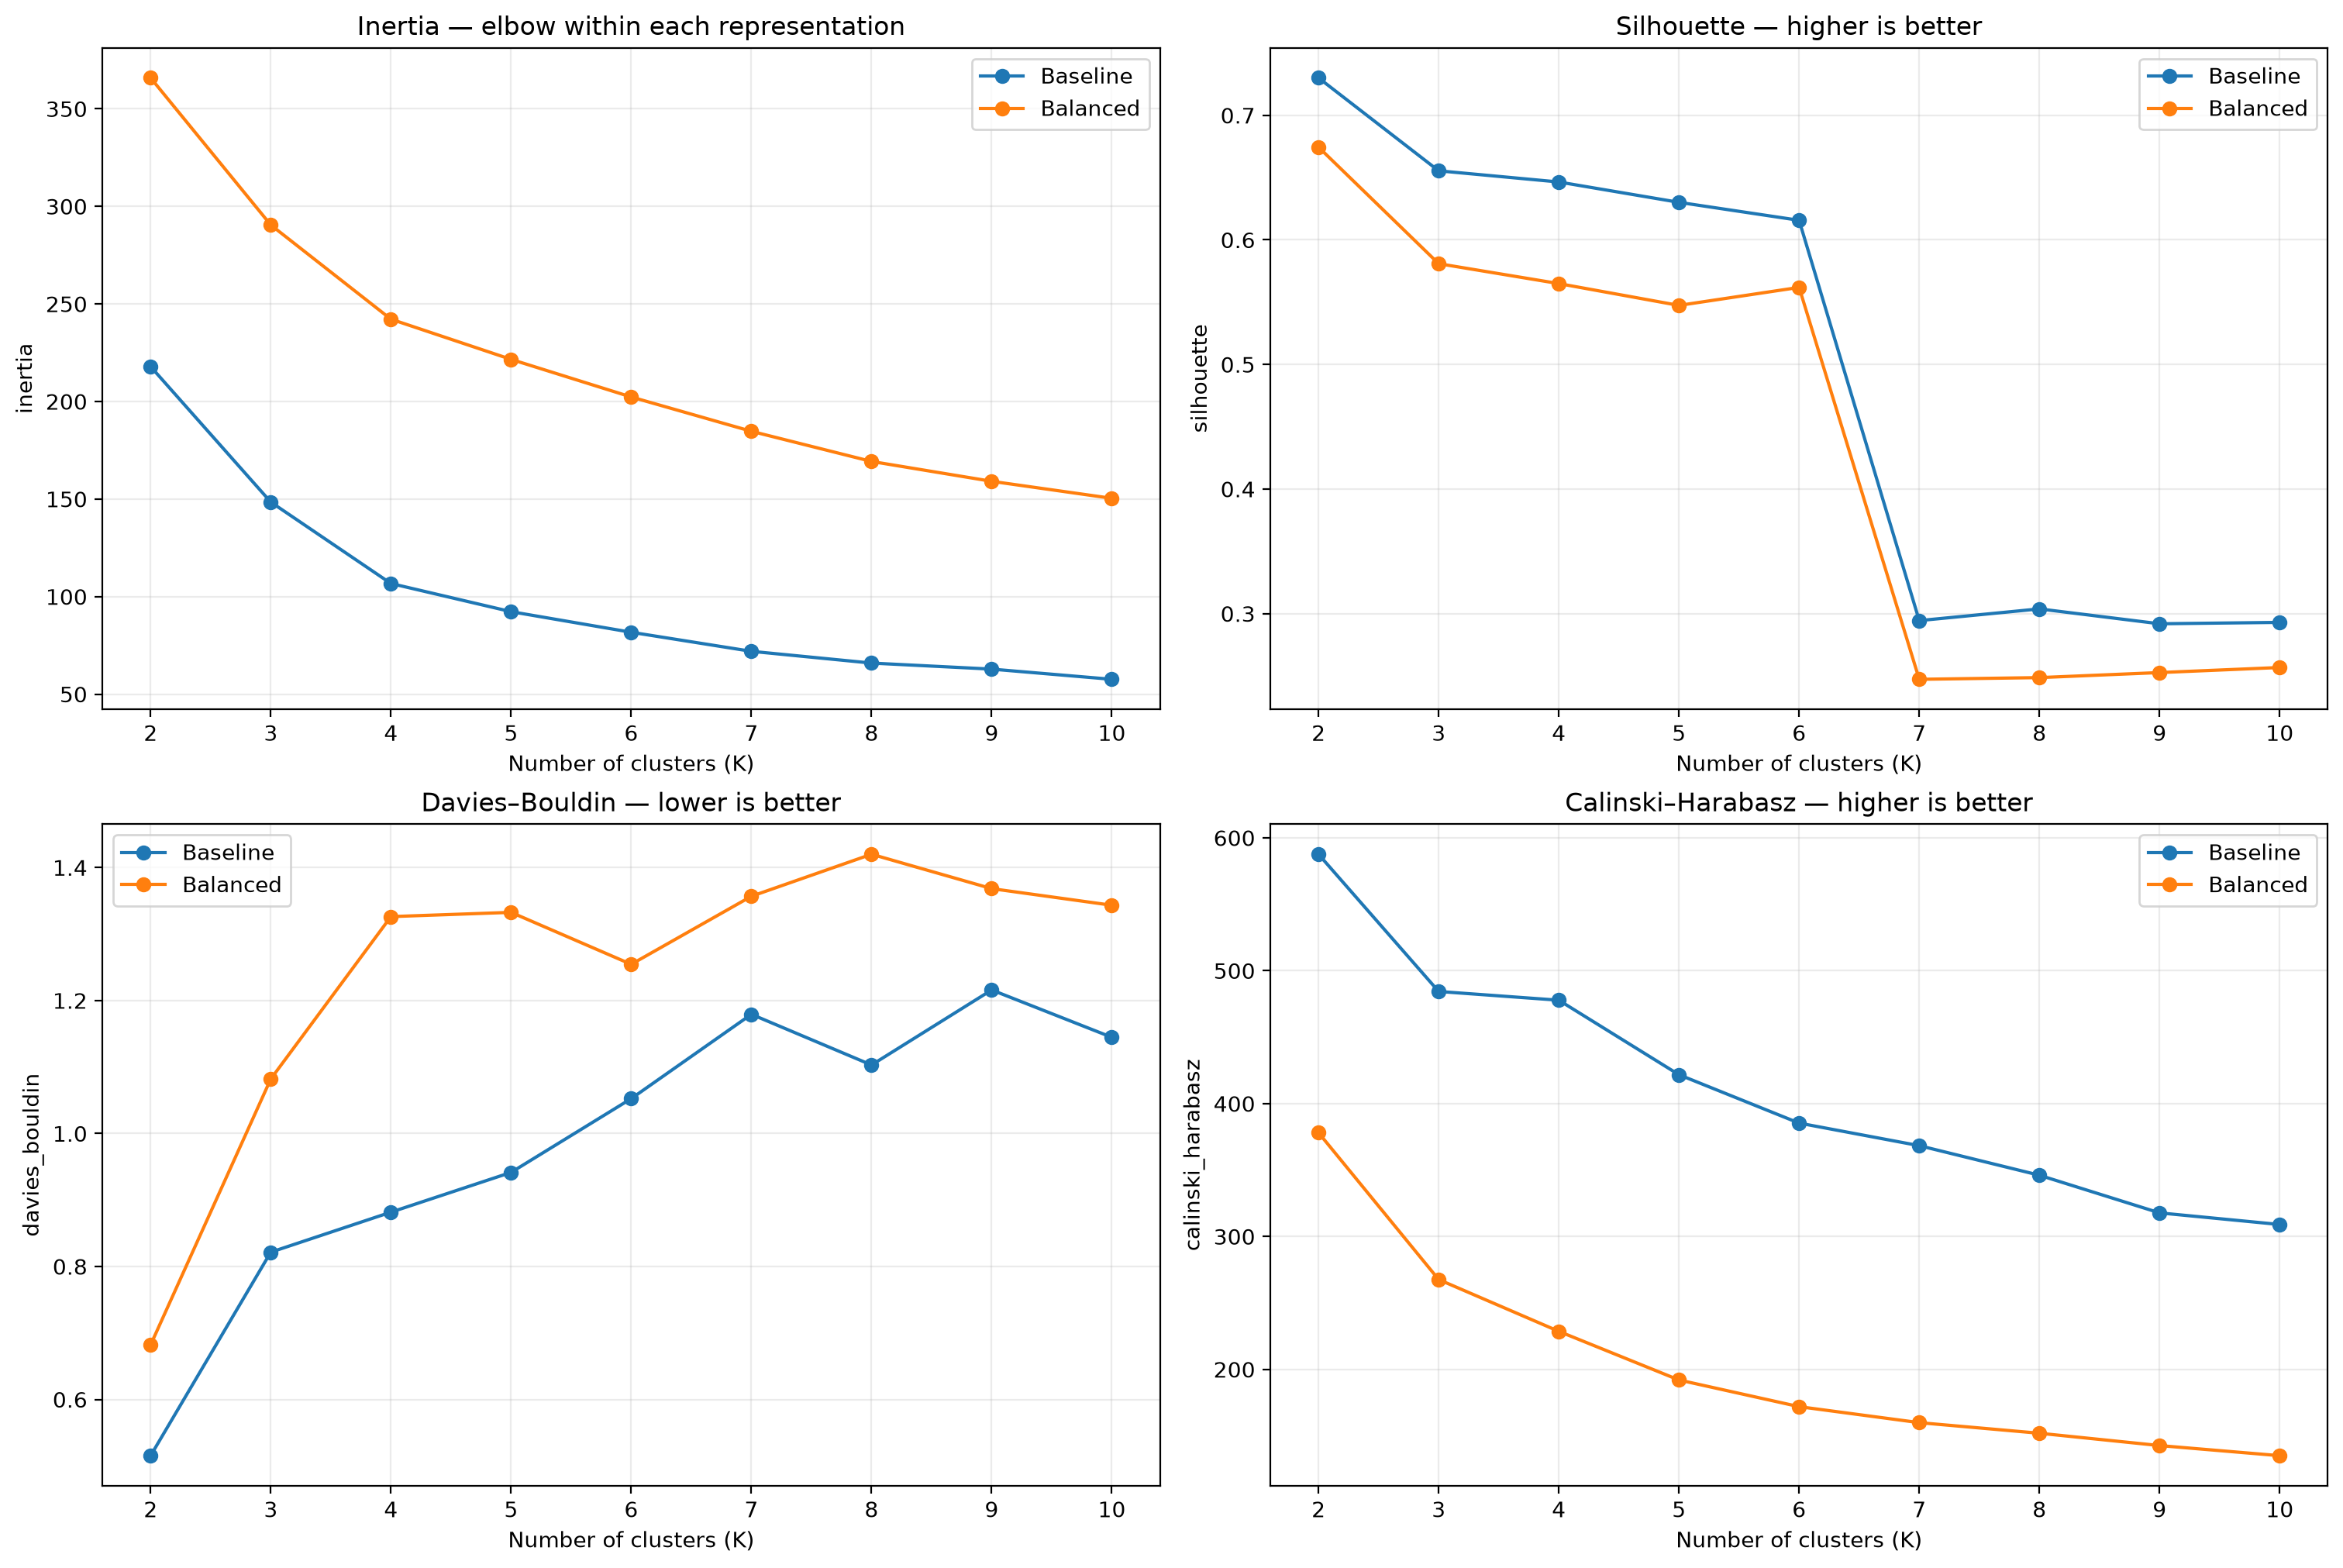 Inertia — elbow within each representation
Baseline
Balanced
350
300
250
200
150
100
50
inertia
2 3 4 5 6 7 8 9 10
Number of clusters (K)
Silhouette — higher is better
Baseline
Balanced
0.7
0.6
0.5
0.4
0.3
silhouette
2 3 4 5 6 7 8 9 10
Number of clusters (K)
Davies–Bouldin — lower is better
Baseline
Balanced
1.4
1.2
1.0
0.8
0.6
davies_bouldin
2 3 4 5 6 7 8 9 10
Number of clusters (K)
Calinski–Harabasz — higher is better
Baseline
Balanced
600
500
400
300
200
calinski_harabasz
2 3 4 5 6 7 8 9 10
Number of clusters (K)